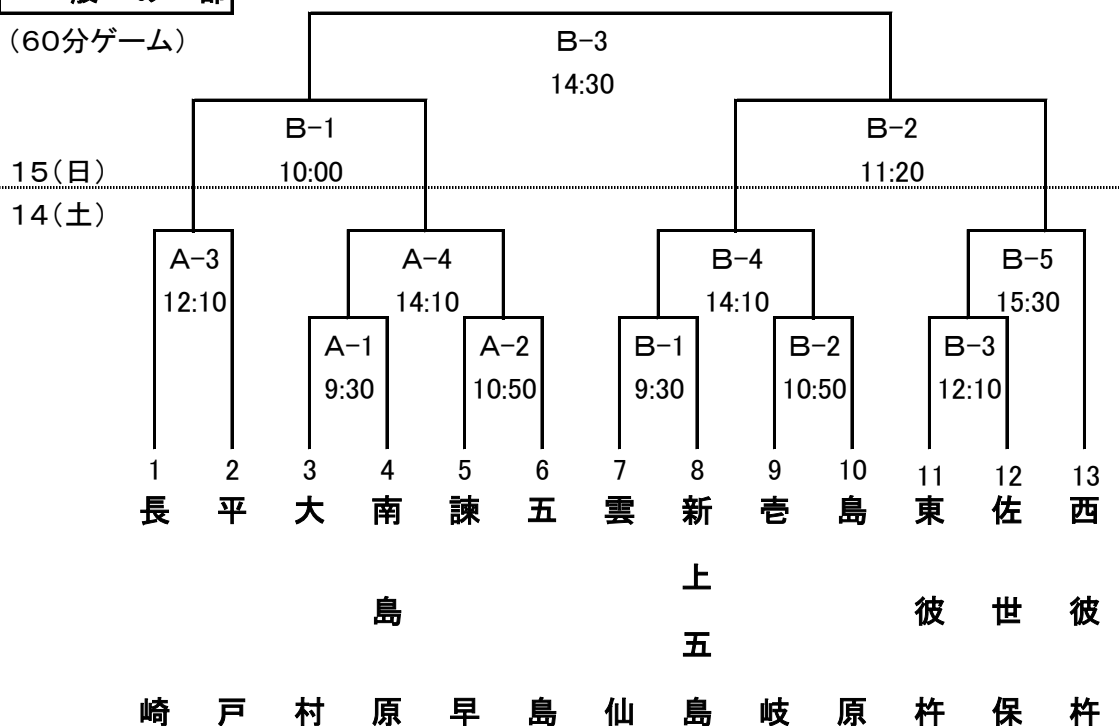 (60分ゲーム)
B-3
14:30
B-1
10:00
B-2
11:20
15(日)
14(土)
A-3
12:10
A-4
14:10
B-4
14:10
B-5
15:30
A-1
9:30
A-2
10:50
B-1
9:30
B-2
10:50
B-3
12:10
1 長崎
2 平戸
3 大村
4 南島原
5 諫早
6 五島
7 雲仙
8 新上五島
9 壱岐
10 島原
11 東彼杵
12 佐世保
13 西彼杵